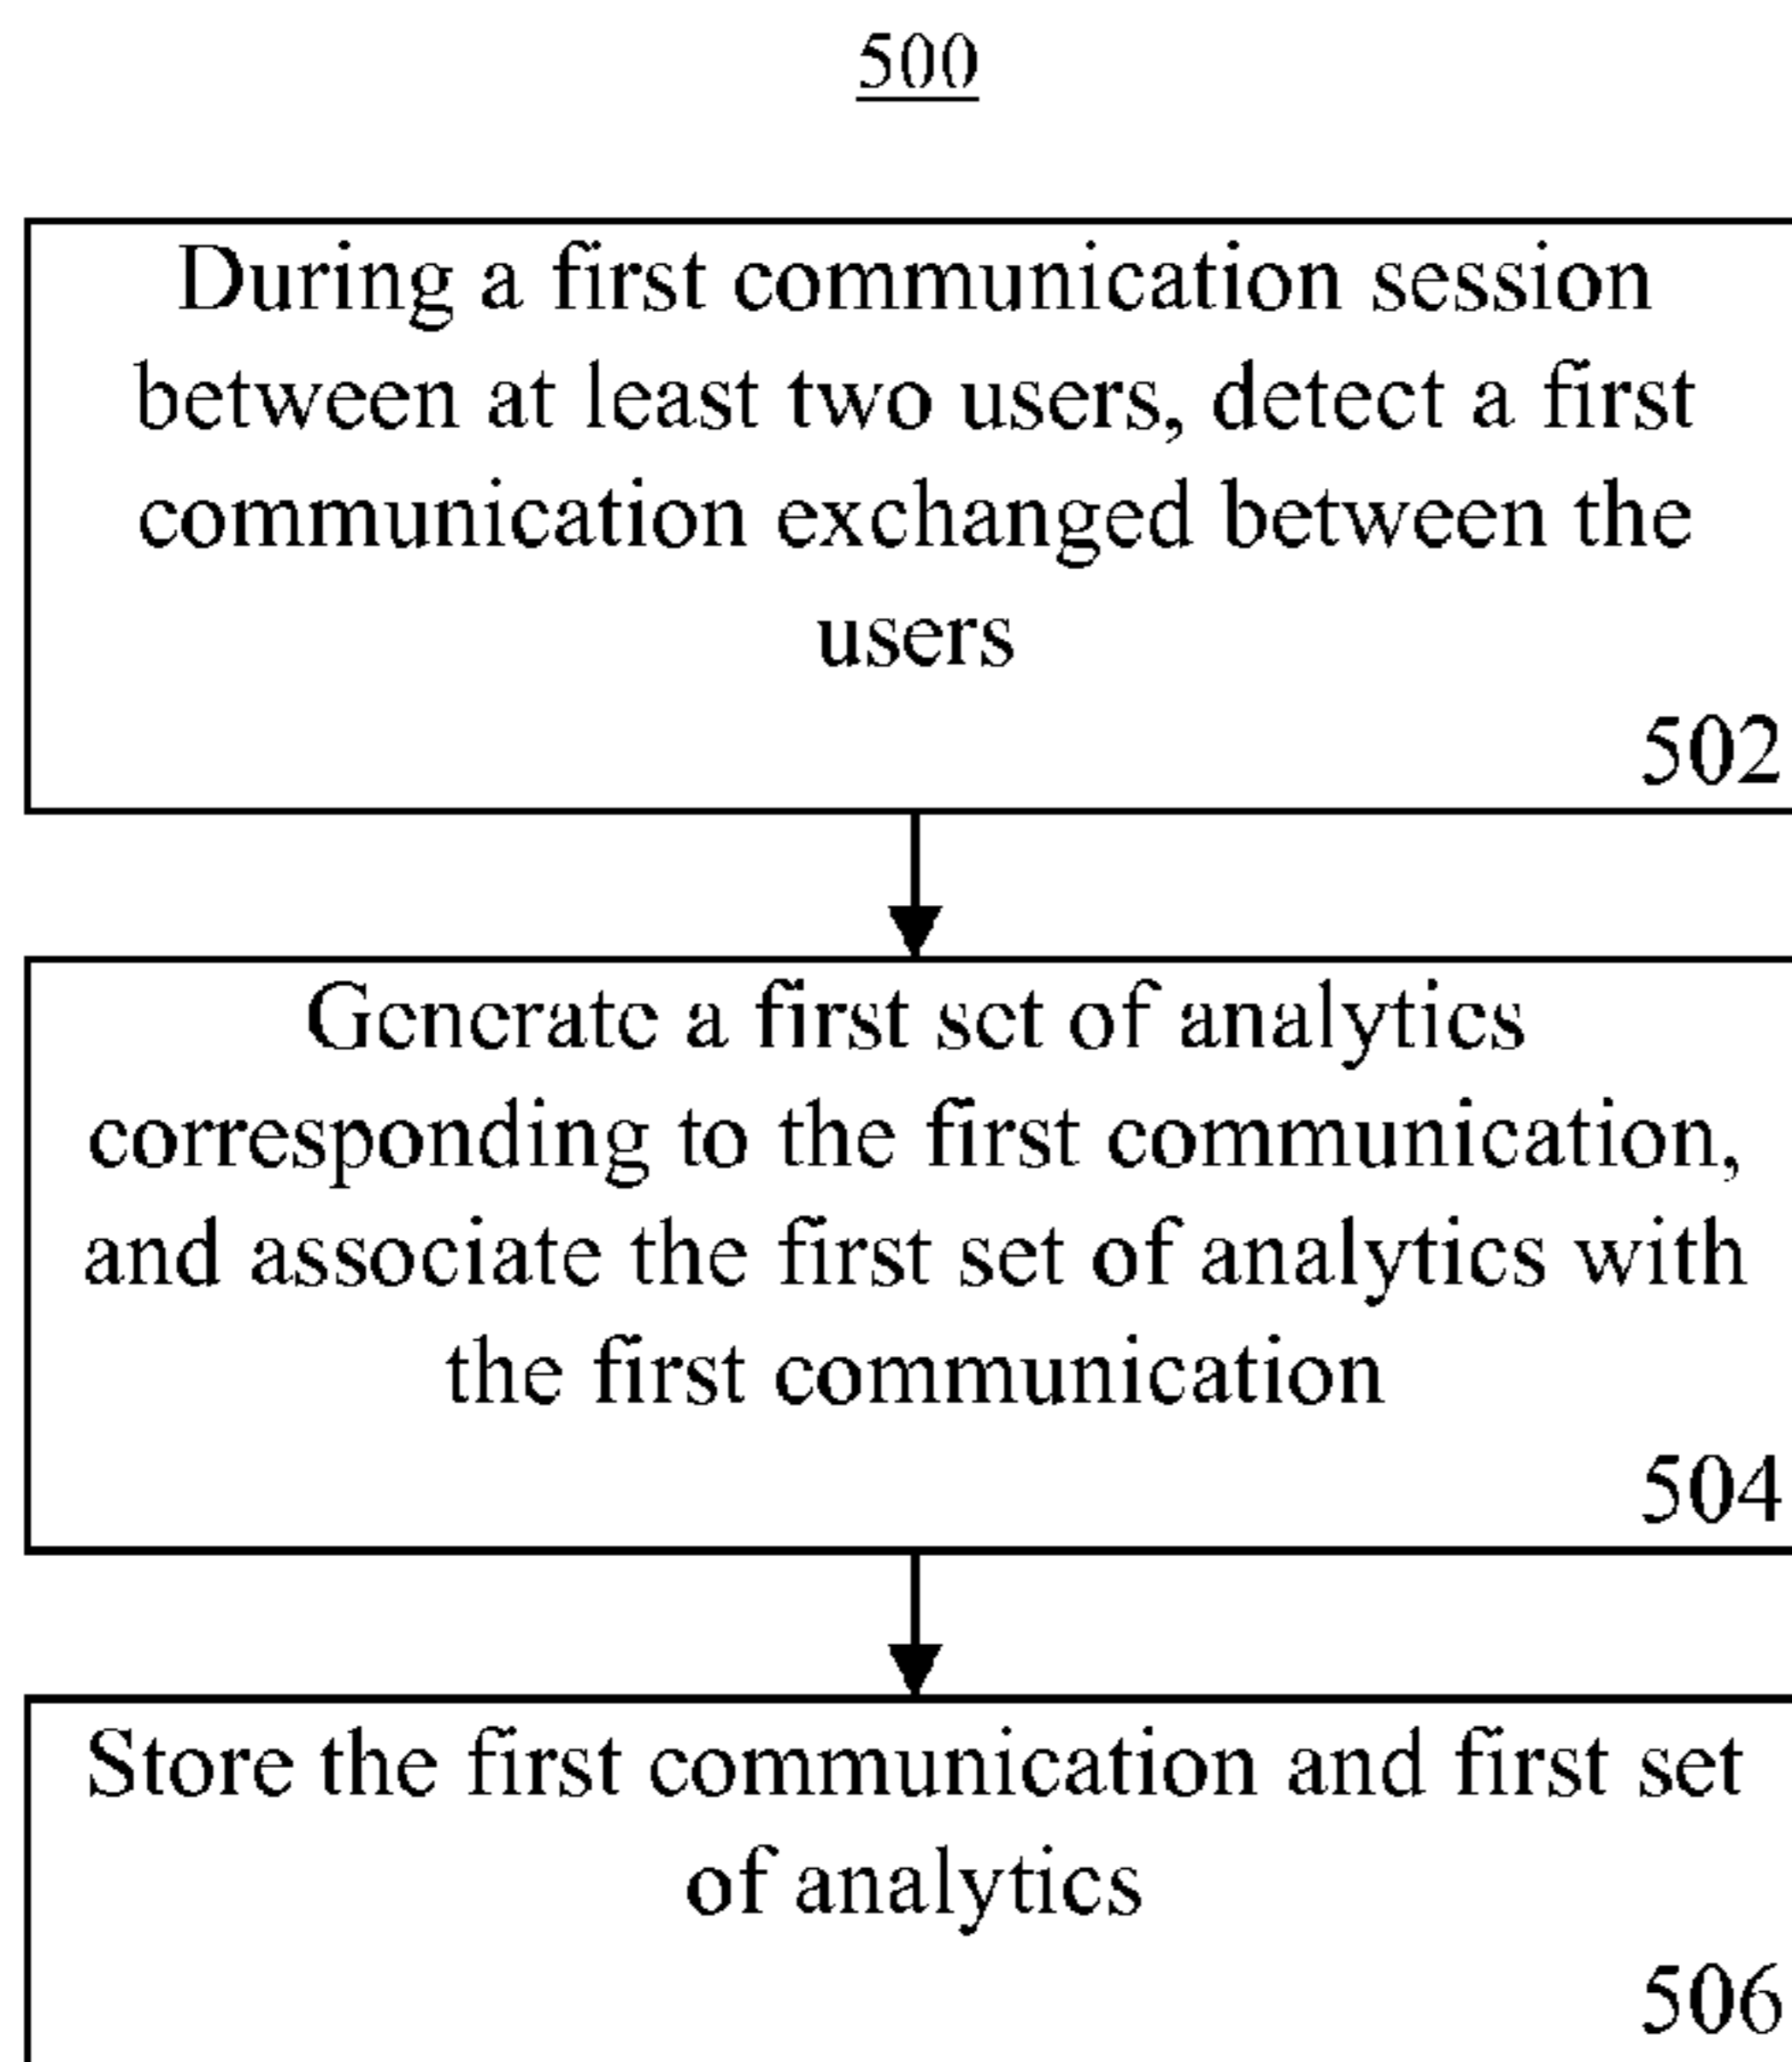 500
During a first communication session
between at least two users, detect a first
communication exchanged between the
users
502
Generate a first set of analytics
corresponding to the first communication,
and associate the first set of analytics with
the first communication
504
Store the first communication and first set
of analytics
506